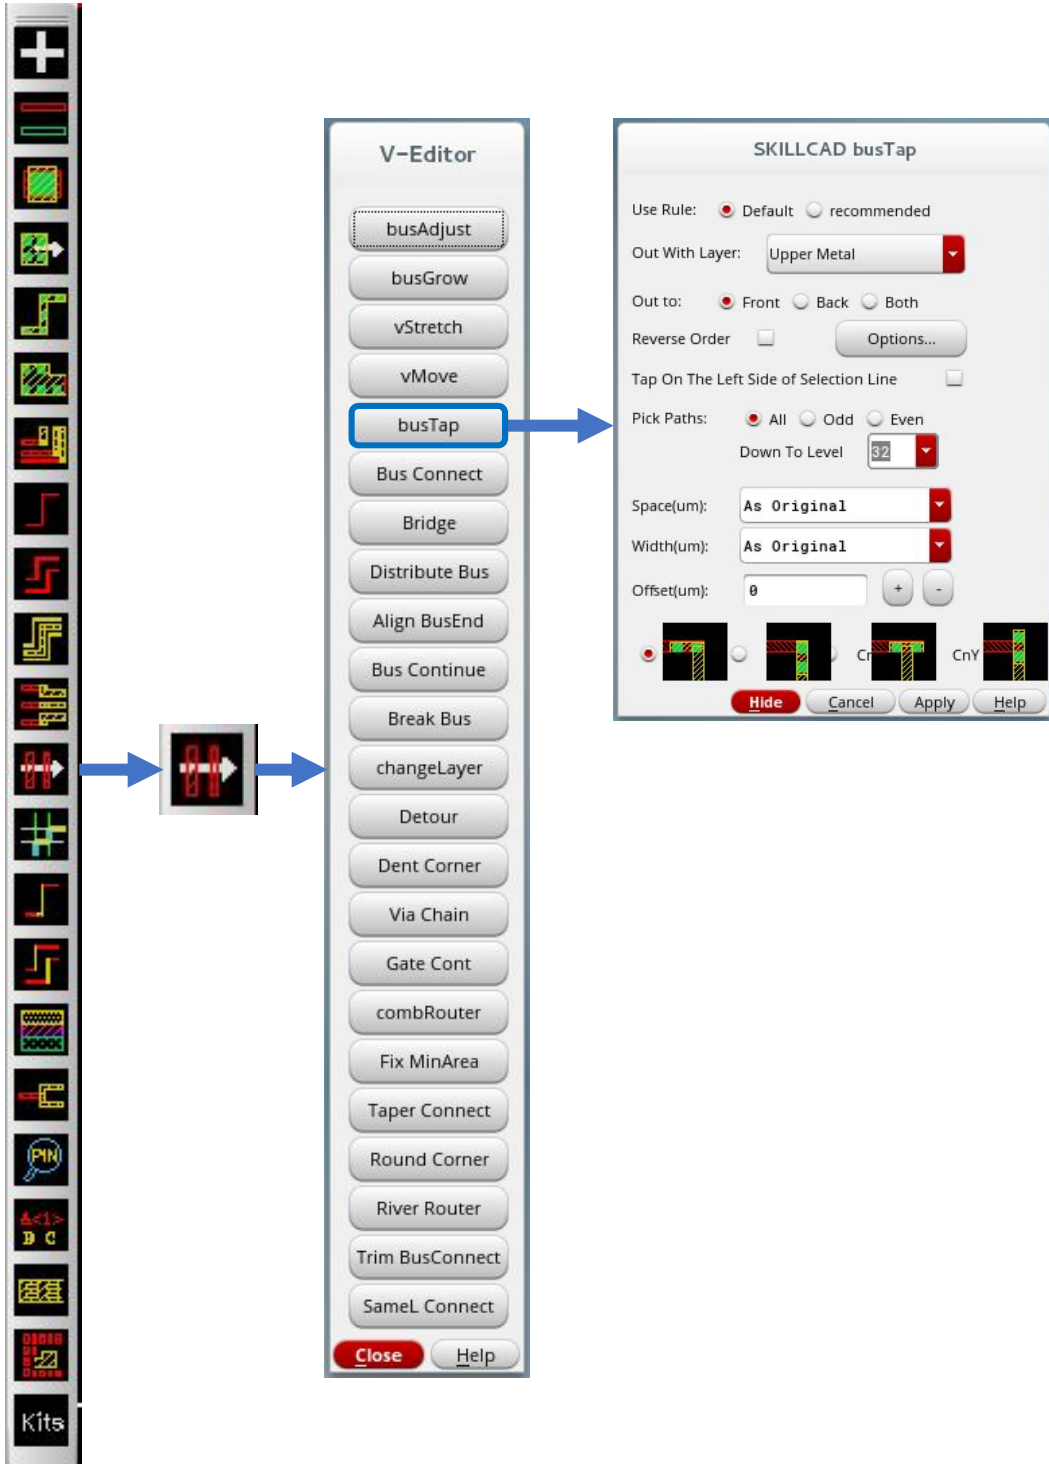 PIN
A<1>
B C
Kits
V-Editor
busAdjust
busGrow
vStretch
vMove
busTap
Bus Connect
Bridge
Distribute Bus
Align BusEnd
Bus Continue
Break Bus
changeLayer
Detour
Dent Corner
Via Chain
Gate Cont
combRouter
Fix MinArea
Taper Connect
Round Corner
River Router
Trim BusConnect
SameL Connect
Close Help
SKILLCAD busTap
Use Rule: Default recommended
Out With Layer: Upper Metal
Out to: Front Back Both
Reverse Order Options...
Tap On The Left Side of Selection Line
Pick Paths: All Odd Even
Down To Level 32
Space(um): As Original
Width(um): As Original
Offset(um): 0 + -
CnY
Hide Cancel Apply Help